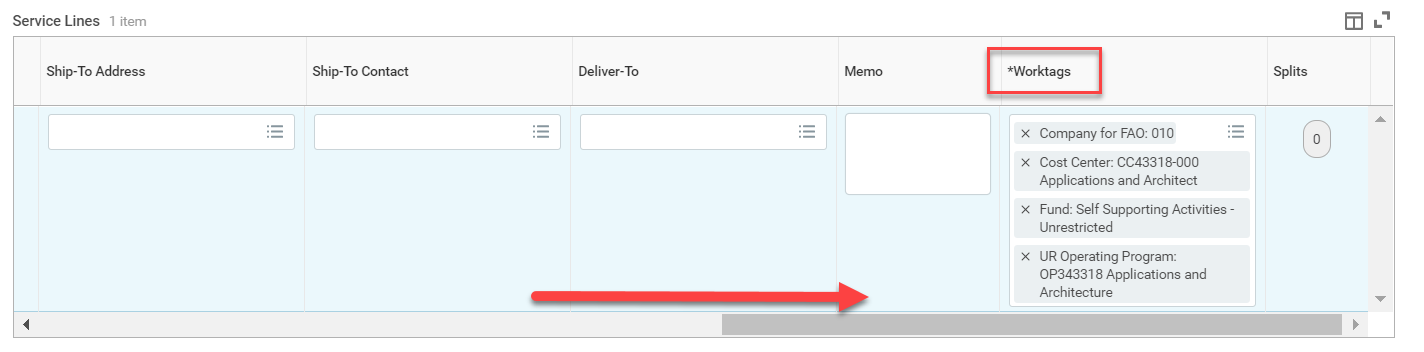 Service Lines 1 item
Ship-To Address
Ship-To Contact
Deliver-To
Memo
*Worktags
Splits
Company for FAO: 010
Cost Center: CC43318-000
Applications and Architect
Fund: Self Supporting Activities -
Unrestricted
UR Operating Program:
OP343318 Applications and
Architecture
0